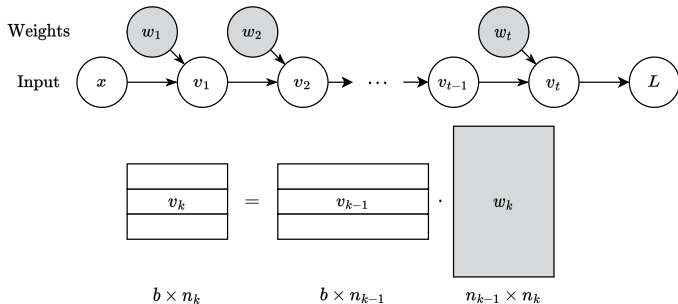 Weights w₁ w₂ wₜ
Input x v₁ v₂ ⋯ vₜ₋₁ vₜ L
vₖ = vₖ₋₁ · wₖ
b × nₖ b × nₖ₋₁ nₖ₋₁ × nₖ